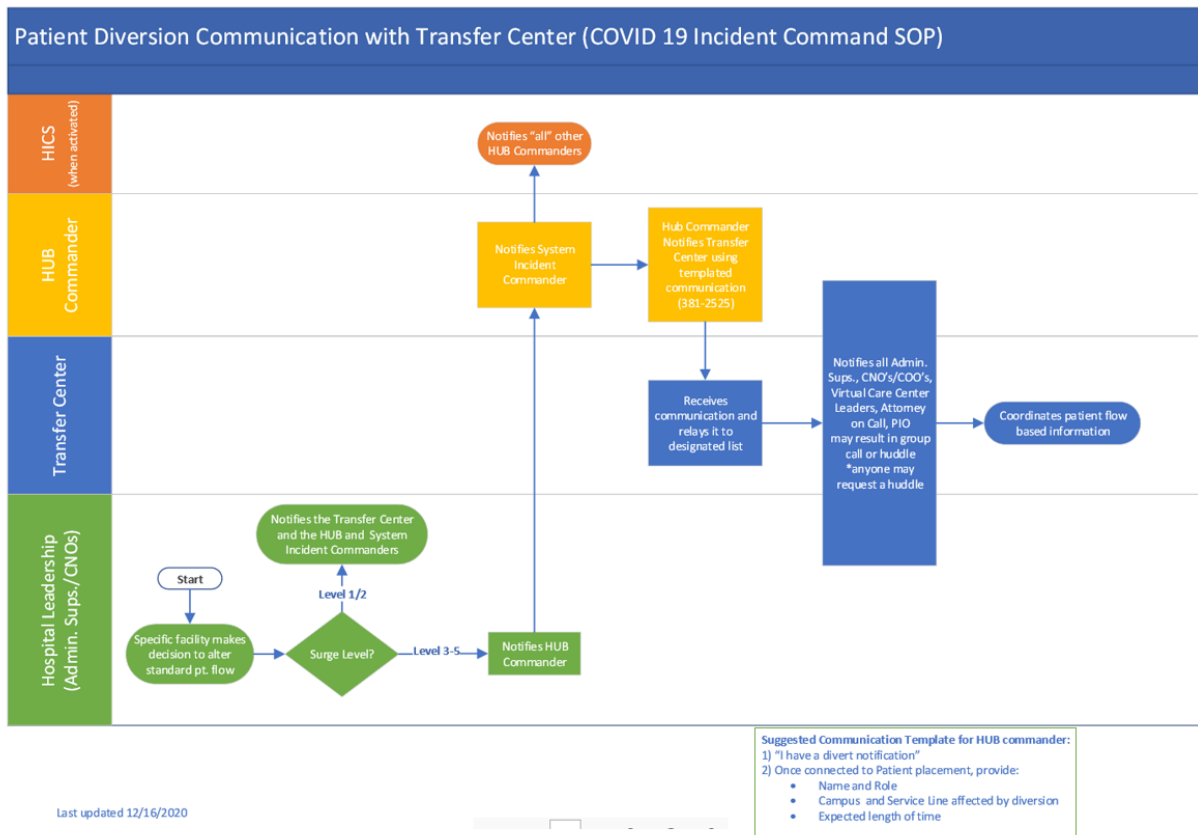 Patient Diversion Communication with Transfer Center (COVID 19 Incident Command SOP)
HICS
(when activated)
Notifies "all" other
HUB Commanders
HUB
Commander
Notifies System
Incident
Commander
Hub Commander
Notifies Transfer
Center using
templated
communication
(381-2525)
Transfer Center
Receives
communication and
relays it to
designated list
Notifies all Admin.
Sups., CNO's/COO's,
Virtual Care Center
Leaders, Attorney
on Call, PIO
may result in group
call or huddle
*anyone may
request a huddle
Coordinates patient flow
based information
Hospital Leadership
(Admin. Sups./CNOs)
Notifies the Transfer Center
and the HUB and System
Incident Commanders
Start
Level 1/2
Specific facility makes
decision to alter
standard pt. flow
Surge Level?
Level 3-5
Notifies HUB
Commander
Suggested Communication Template for HUB commander:
1) "I have a divert notification"
2) Once connected to Patient placement, provide:
• Name and Role
• Campus and Service Line affected by diversion
• Expected length of time
Last updated 12/16/2020